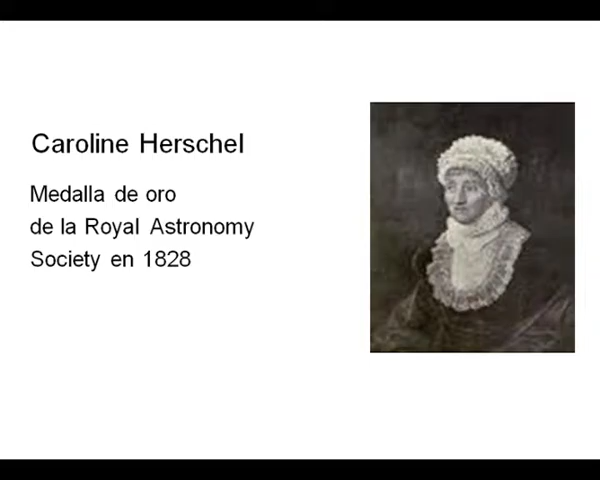 Caroline Herschel
Medalla de oro
de la Royal Astronomy
Society en 1828